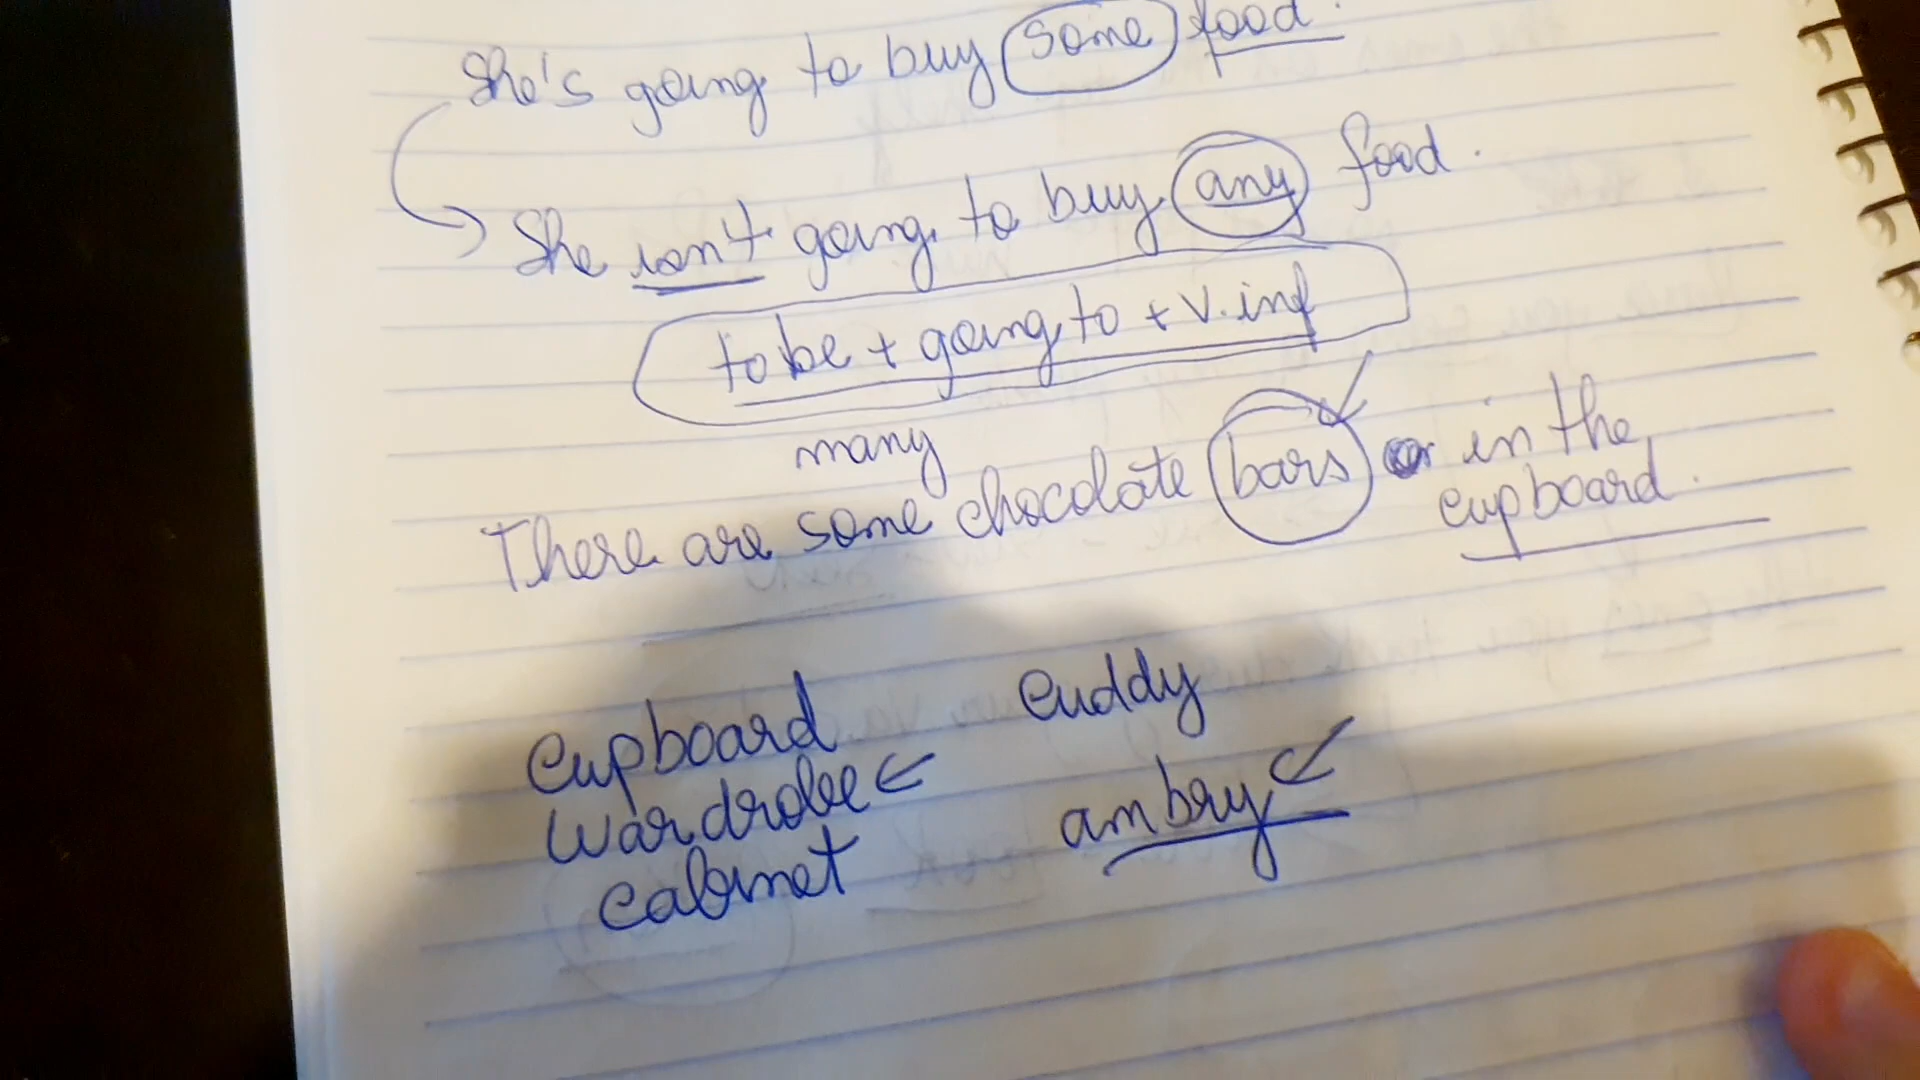 She's going to buy some food.
She isn't going to buy any food.
to be + going to + v. inf
many
There are some chocolate bars or in the
cupboard.
cupboard
cuddy
wardrobe
ambry
cabinet